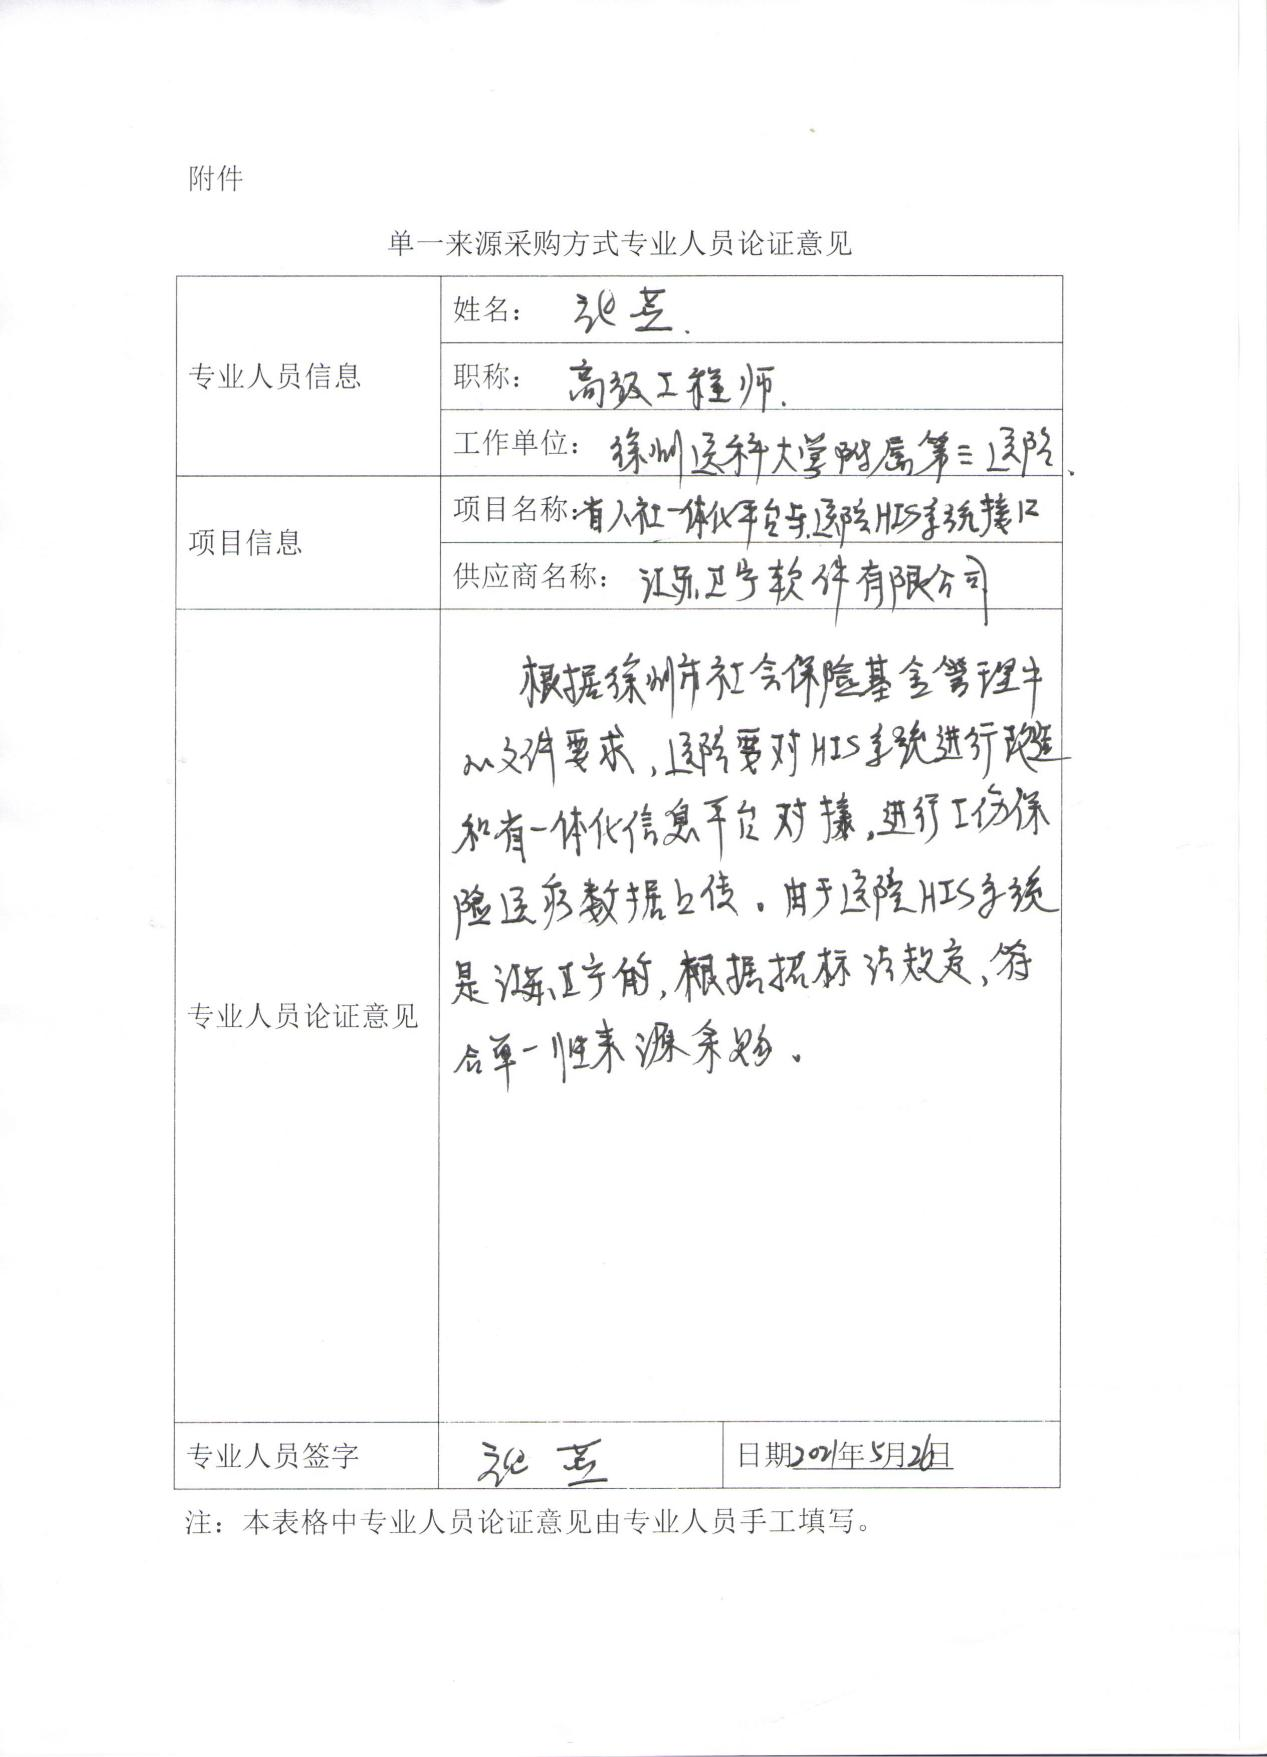 附件
单一来源采购方式专业人员论证意见
专业人员信息
姓名：
职称：高级工程师.
工作单位：徐州医科大学附属第三医院.
项目信息
项目名称：省人社一体化平台与医院HIS系统接口
供应商名称：江苏卫宁软件有限公司
专业人员论证意见
根据徐州市社会保险基金管理中
心文件要求，医院要对HIS系统进行改造
和省一体化信息平台对接，进行工伤保
险医疗数据上传。由于医院HIS系统
是江苏卫宁的，根据招标法规定，符
合单一性来源采购。
专业人员签字
日期2021年5月26日
注：本表格中专业人员论证意见由专业人员手工填写。